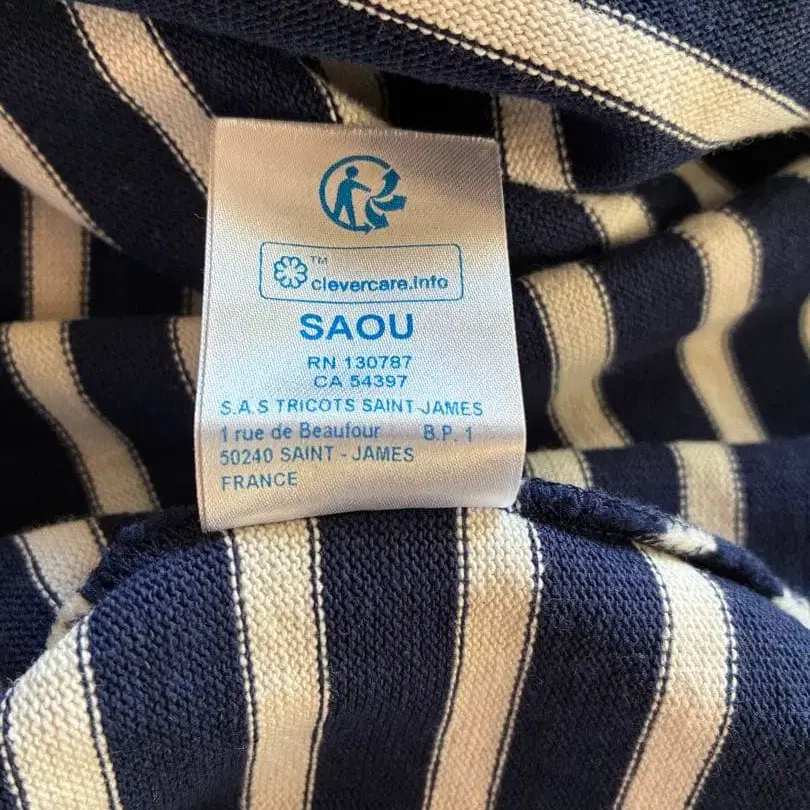 TM
clevercare.info
SAOU
RN 130787
CA 54397
S.A.S TRICOTS SAINT-JAMES
1 rue de Beaufour B.P. 1
50240 SAINT - JAMES
FRANCE